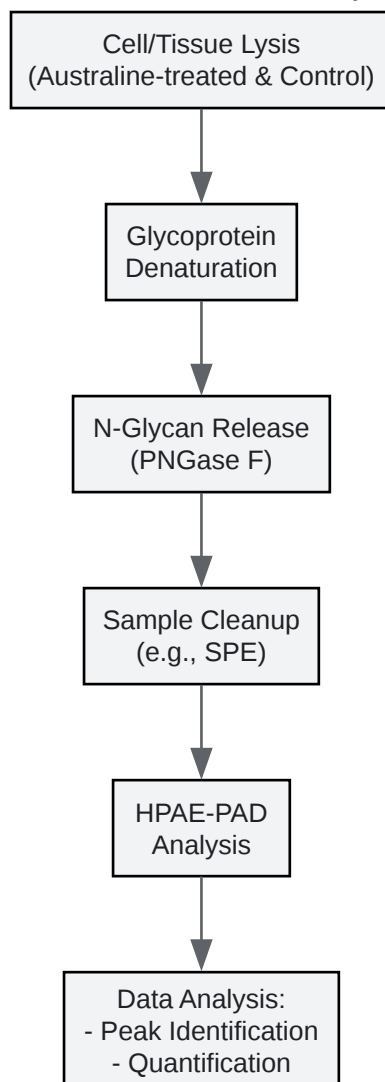 Cell/Tissue Lysis
(Australine-treated & Control)
Glycoprotein
Denaturation
N-Glycan Release
(PNGase F)
Sample Cleanup
(e.g., SPE)
HPAE-PAD
Analysis
Data Analysis:
- Peak Identification
- Quantification